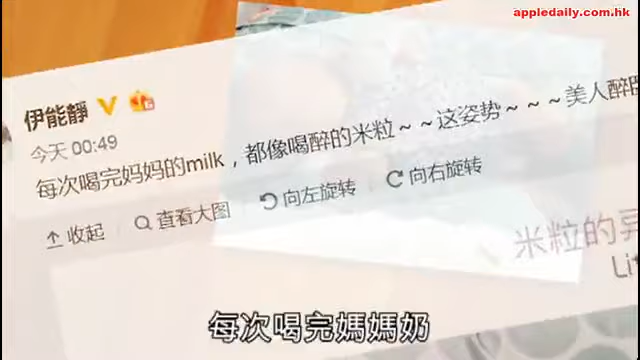 appledaily.com.hk
伊能靜
今天 00:49
每次喝完妈妈的milk，都像喝醉的米粒~~这姿势~~~美人醉
收起 查看大图 向左旋转 向右旋转
米粒的
Li
每次喝完媽媽奶